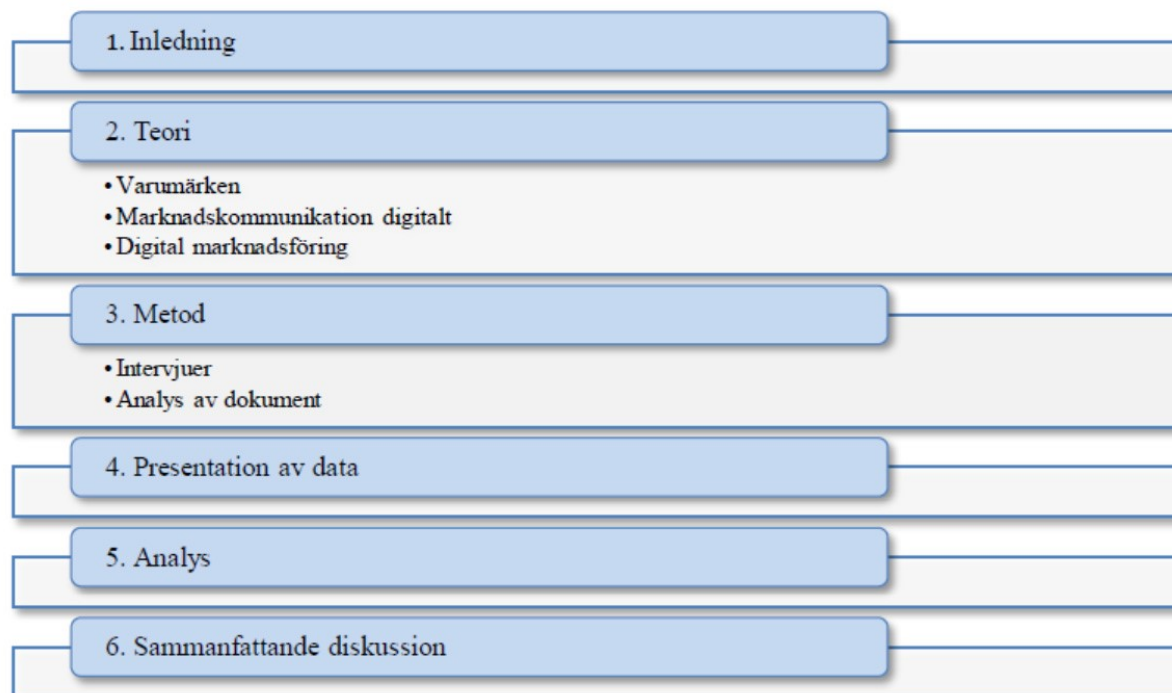 1. Inledning
2. Teori
• Varumärken
• Marknadskommunikation digitalt
• Digital marknadsföring
3. Metod
• Intervjuer
• Analys av dokument
4. Presentation av data
5. Analys
6. Sammanfattande diskussion